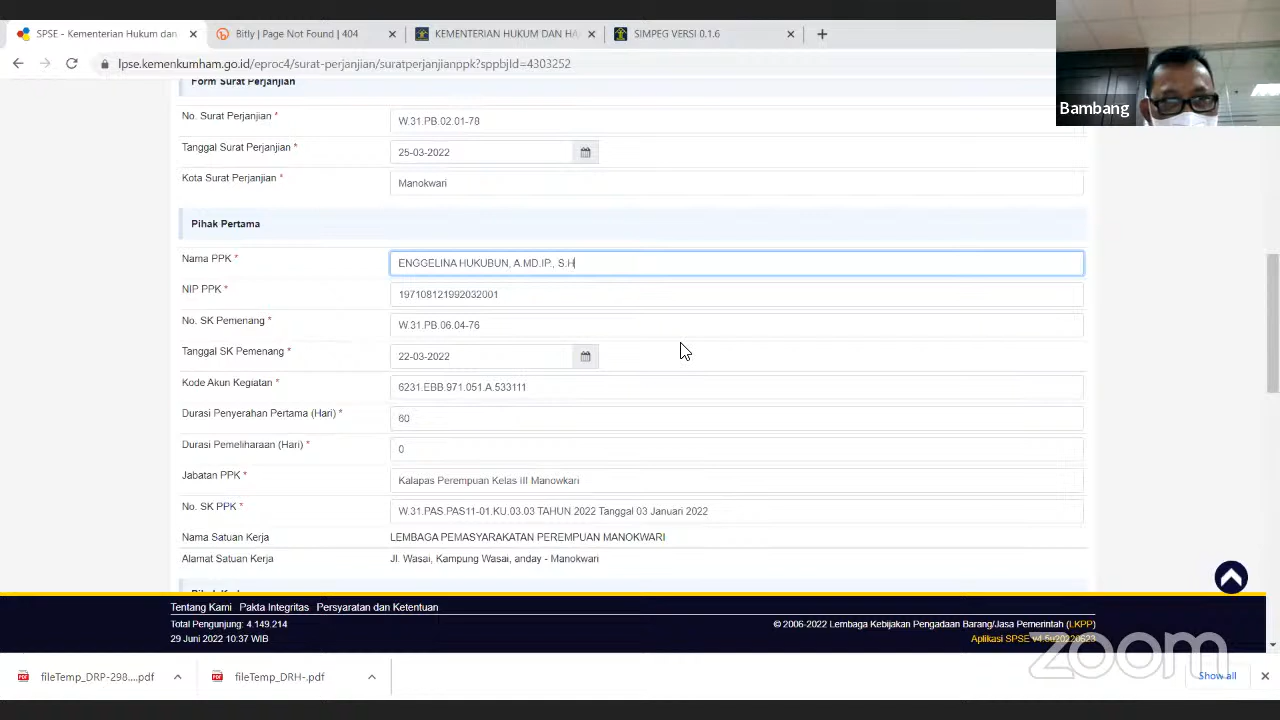 SPSE - Kementerian Hukum dan
Bitly | Page Not Found | 404
KEMENTERIAN HUKUM DAN HA
SIMPEG VERSI 0.1.6
lpse.kemenkumham.go.id/eproc4/surat-perjanjian/suratperjanjianppk?sppbjId=4303252
Bambang
Form Surat Perjanjian
No. Surat Perjanjian * W.31.PB.02.01-78
Tanggal Surat Perjanjian * 25-03-2022
Kota Surat Perjanjian * Manokwari
Pihak Pertama
Nama PPK * ENGGELINA HUKUBUN, A.MD.IP., S.H
NIP PPK * 197108121992032001
No. SK Pemenang * W.31.PB.06.04-76
Tanggal SK Pemenang * 22-03-2022
Kode Akun Kegiatan * 6231.EBB.971.051.A.533111
Durasi Penyerahan Pertama (Hari) * 60
Durasi Pemeliharaan (Hari) * 0
Jabatan PPK * Kalapas Perempuan Kelas III Manowkari
No. SK PPK * W.31.PAS.PAS11-01.KU.03.03 TAHUN 2022 Tanggal 03 Januari 2022
Nama Satuan Kerja LEMBAGA PEMASYARAKATAN PEREMPUAN MANOKWARI
Alamat Satuan Kerja Jl. Wasai, Kampung Wasai, anday - Manokwari
Tentang Kami Pakta Integritas Persyaratan dan Ketentuan
Total Pengunjung: 4.149.214 © 2006-2022 Lembaga Kebijakan Pengadaan Barang/Jasa Pemerintah (LKPP)
29 Juni 2022 10:37 WIB Aplikasi SPSE v4.5u20220623
zoom
fileTemp_DRP-298....pdf
fileTemp_DRH-.pdf
Show all